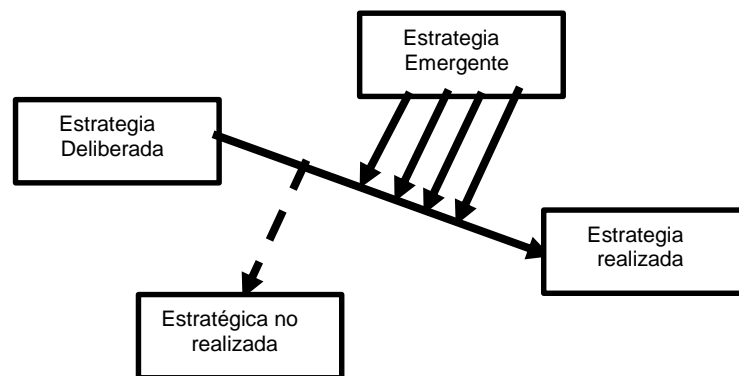 Estrategia
Emergente
Estrategia
Deliberada
Estrategia
realizada
Estratégica no
realizada